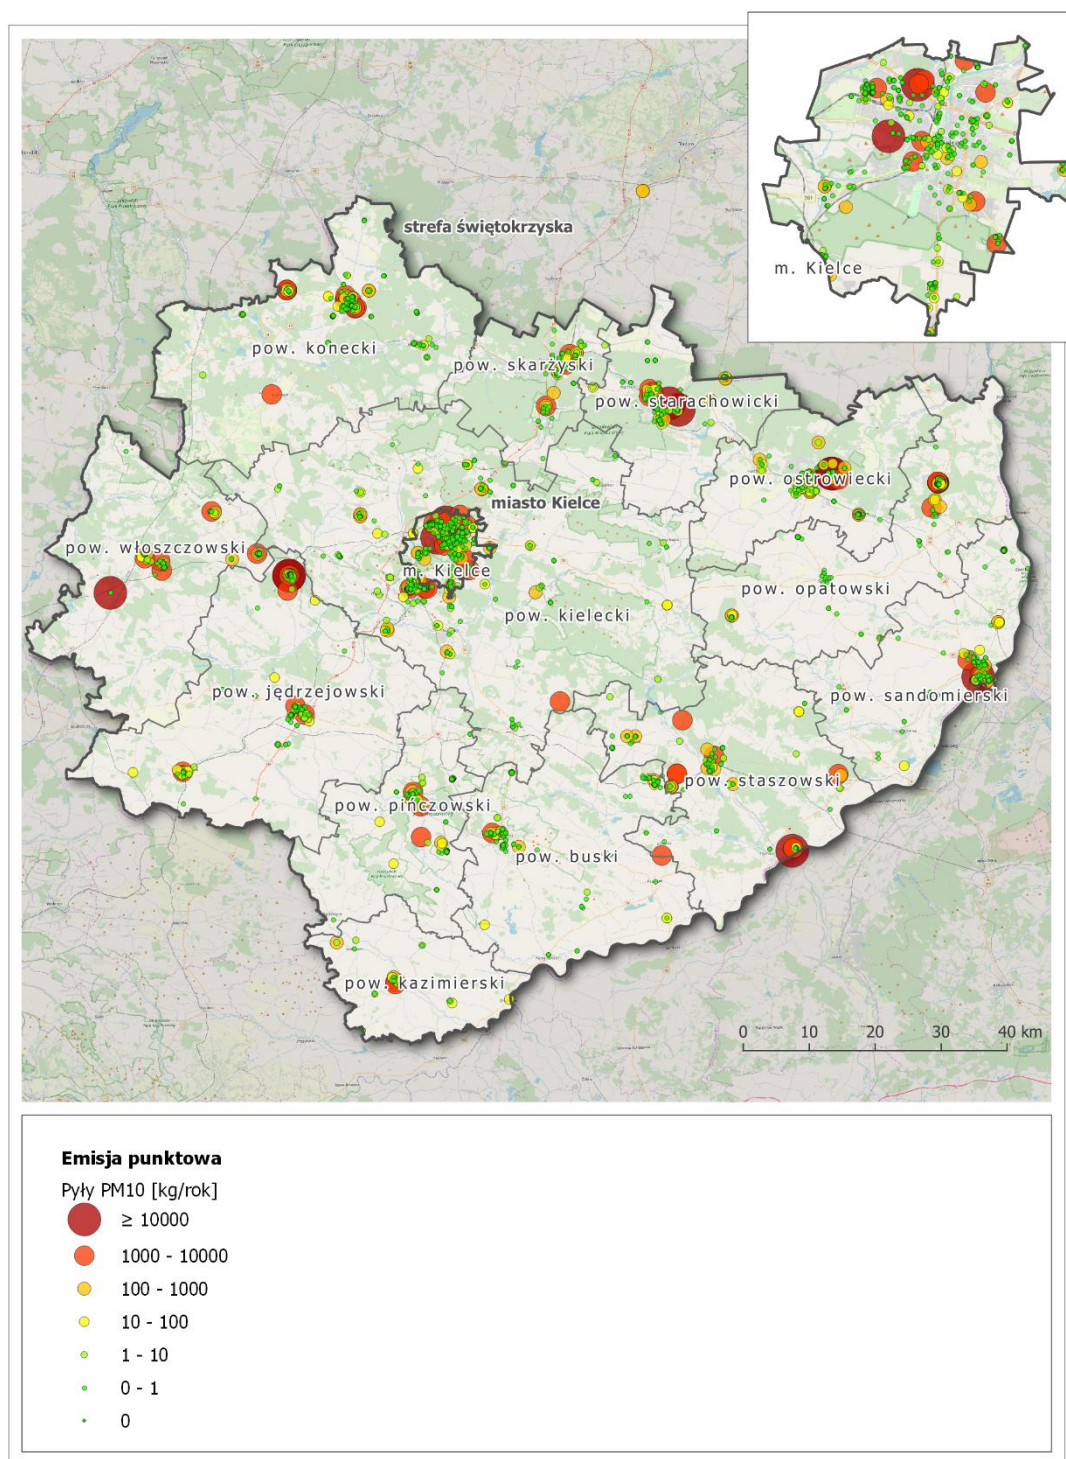 m. Kielce
strefa świętokrzyska
pow. konecki
pow. skarżyski
pow. starachowicki
pow. ostrowiecki
miasto Kielce
pow. włoszczowski
m. Kielce
pow. kielecki
pow. opatowski
pow. jędrzejowski
pow. sandomierski
pow. staszowski
pow. pińczowski
pow. buski
pow. kazimierski
0 10 20 30 40 km
Emisja punktowa
Pyły PM10 [kg/rok]
≥ 10000
1000 - 10000
100 - 1000
10 - 100
1 - 10
0 - 1
0